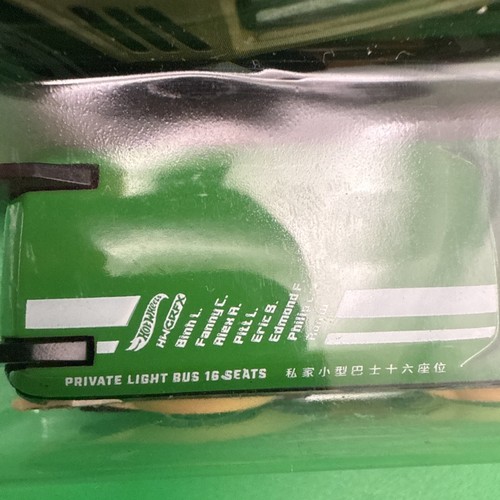 HOT WHEELS
HWCRFX
Binh L.
Fanny C.
Alex A.
Pitt L.
Eric B.
Edmond F.
PRIVATE LIGHT BUS 16 SEATS
私家小型巴士十六座位